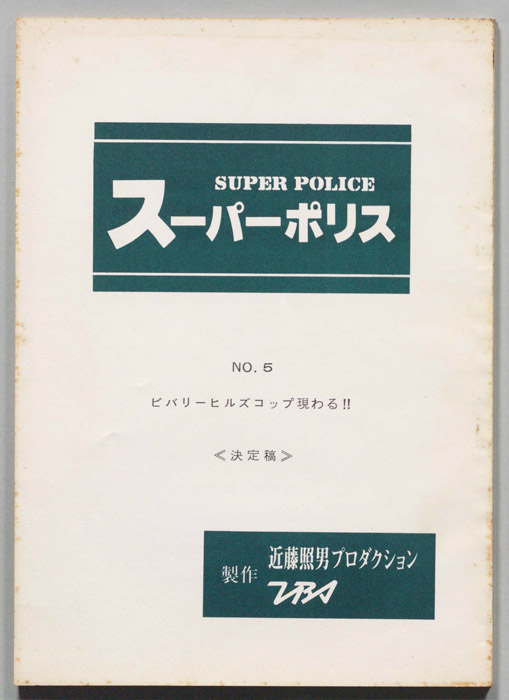 SUPER POLICE
スーパーポリス
NO. 5
ビバリーヒルズコップ現わる!!
≪決定稿≫
製作 近藤照男プロダクション
TBS